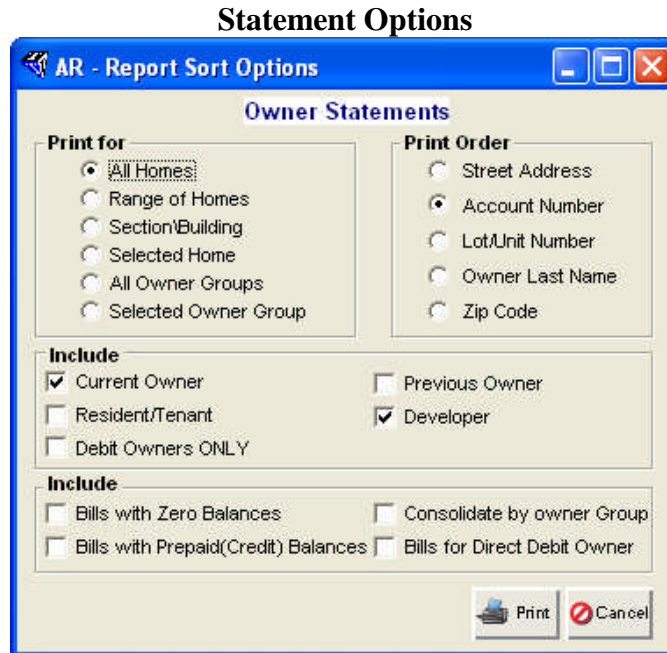 Statement Options
AR - Report Sort Options
Owner Statements
Print for
All Homes
Range of Homes
Section\Building
Selected Home
All Owner Groups
Selected Owner Group
Print Order
Street Address
Account Number
Lot/Unit Number
Owner Last Name
Zip Code
Include
Current Owner
Previous Owner
Resident/Tenant
Developer
Debit Owners ONLY
Include
Bills with Zero Balances
Consolidate by owner Group
Bills with Prepaid(Credit) Balances
Bills for Direct Debit Owner
Print
Cancel